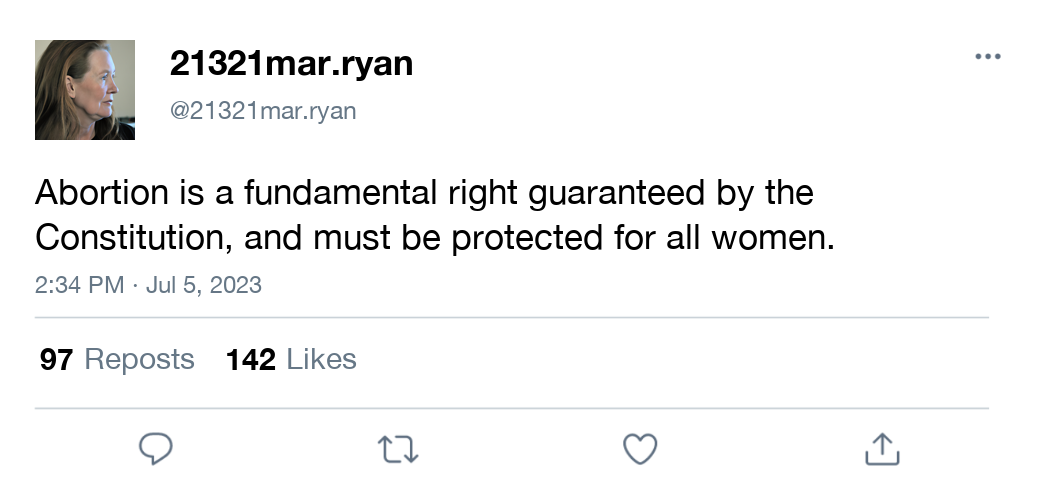 21321mar.ryan
@21321mar.ryan
Abortion is a fundamental right guaranteed by the
Constitution, and must be protected for all women.
2:34 PM · Jul 5, 2023
97 Reposts 142 Likes